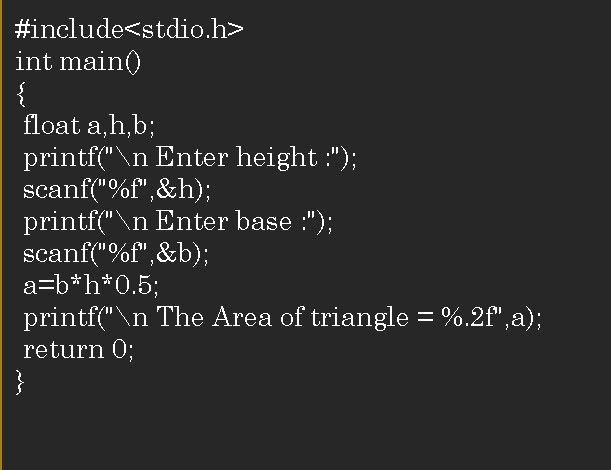 #include<stdio.h>
int main()
{
float a,h,b;
printf("\n Enter height :");
scanf("%f",&h);
printf("\n Enter base :");
scanf("%f",&b);
a=b*h*0.5;
printf("\n The Area of triangle = %.2f",a);
return 0;
}